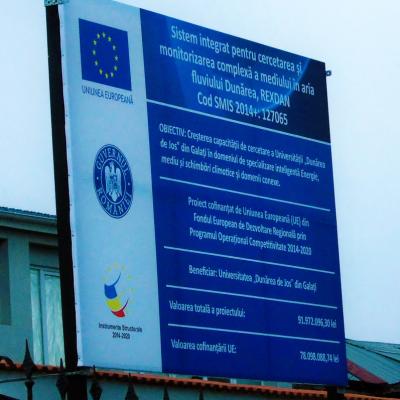 Sistem integrat pentru cercetarea și
monitorizarea complexă a mediului în aria
fluviului Dunărea, REXDAN
Cod SMIS 2014+: 127065
UNIUNEA EUROPEANĂ
OBIECTIV: Creșterea capacității de cercetare a Universității „Dunărea
de Jos” din Galați în domeniul de specializare inteligentă Energie,
mediu și schimbări climatice și domenii conexe.
GUVERNUL ROMÂNIEI
Proiect cofinanțat de Uniunea Europeană (UE) din
Fondul European de Dezvoltare Regională prin
Programul Operațional Competitivitate 2014-2020
Beneficiar: Universitatea „Dunărea de Jos” din Galați
Valoarea totală a proiectului:
91.972.096,30 lei
Instrumente Structurale
2014-2020
Valoarea cofinanțării UE:
78.098.088,74 lei